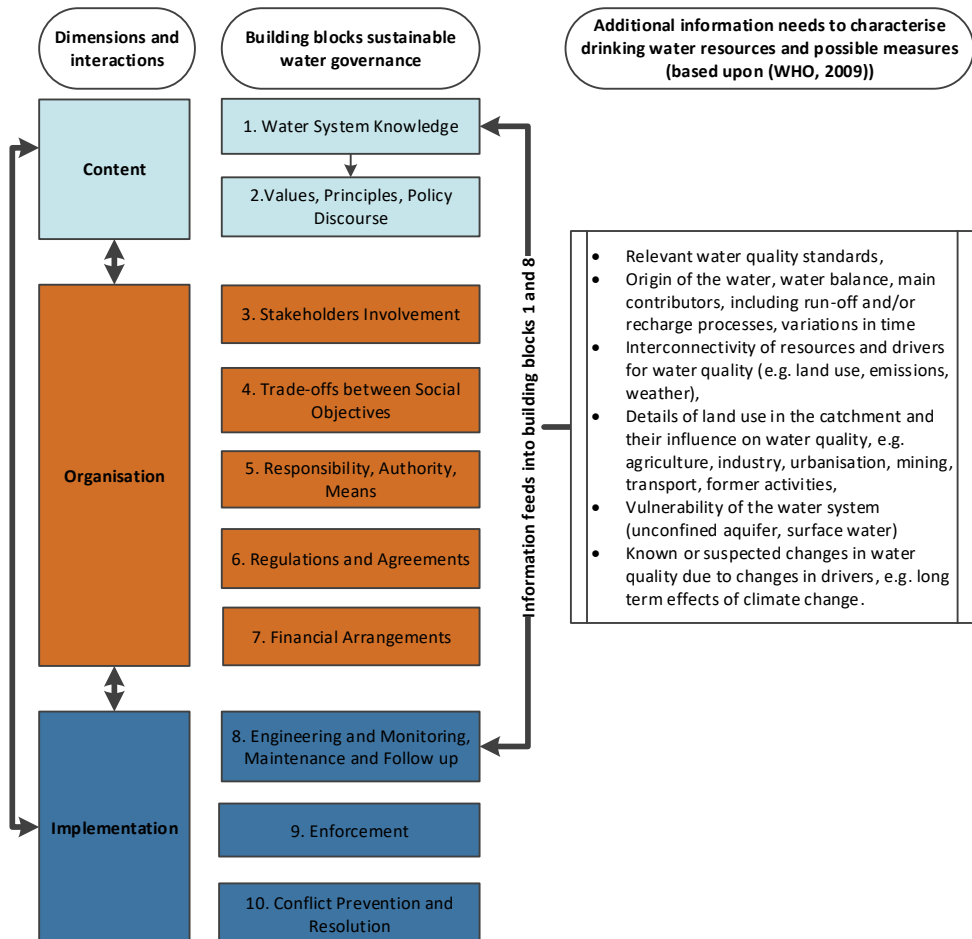 Dimensions and
interactions
Building blocks sustainable
water governance
Additional information needs to characterise
drinking water resources and possible measures
(based upon (WHO, 2009))
Content
1. Water System Knowledge
2.Values, Principles, Policy
Discourse
Organisation
3. Stakeholders Involvement
4. Trade-offs between Social
Objectives
5. Responsibility, Authority,
Means
6. Regulations and Agreements
7. Financial Arrangements
Implementation
8. Engineering and Monitoring,
Maintenance and Follow up
9. Enforcement
10. Conflict Prevention and
Resolution
Information feeds into building blocks 1 and 8
• Relevant water quality standards,
• Origin of the water, water balance, main
contributors, including run-off and/or
recharge processes, variations in time
• Interconnectivity of resources and drivers
for water quality (e.g. land use, emissions,
weather),
• Details of land use in the catchment and
their influence on water quality, e.g.
agriculture, industry, urbanisation, mining,
transport, former activities,
• Vulnerability of the water system
(unconfined aquifer, surface water)
• Known or suspected changes in water
quality due to changes in drivers, e.g. long
term effects of climate change.